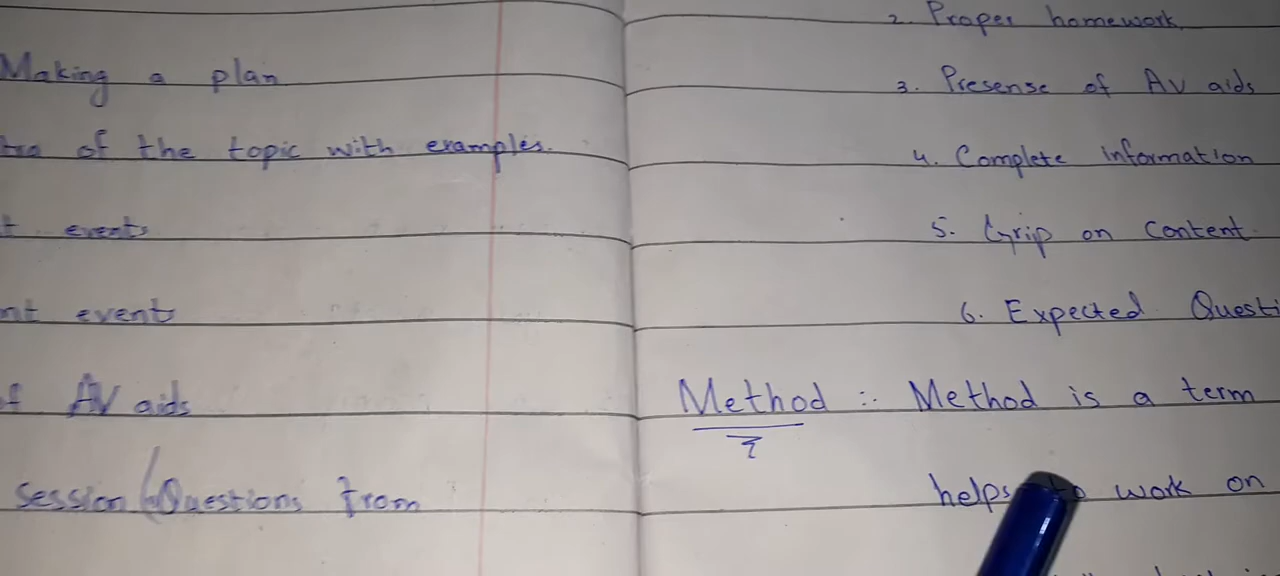 Making a plan
of the topic with examples.
events
event
AV aids
session/Questions from
2. Proper homework
3. Presense of AV aids
4. Complete information
5. Grip on content
6. Expected Questi
Method :- Method is a term
helps to work on